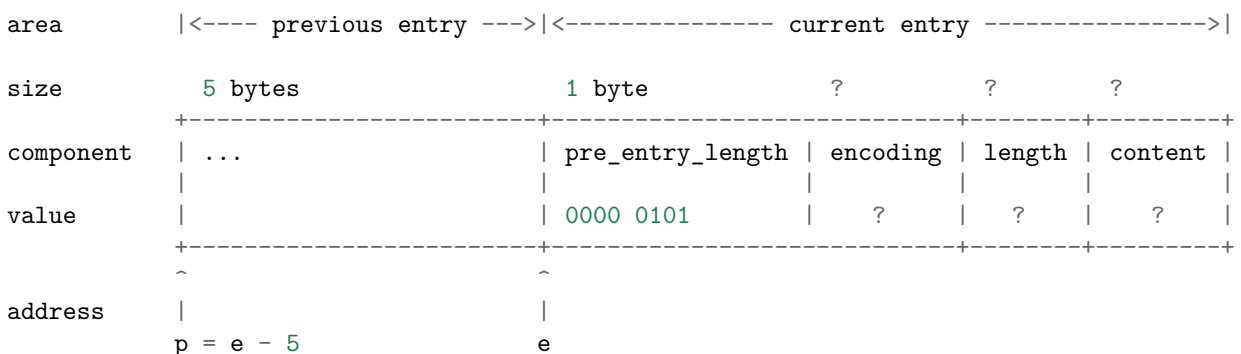 area         |<---- previous entry --->|<--------------- current entry ---------------->|
size          5 bytes                   1 byte             ?          ?       ?
             +-------------------------+-----------------------------+--------+---------+
component    | ...                     | pre_entry_length | encoding | length | content |
             |                         |                  |          |        |         |
value        |                         | 0000 0101        |    ?     |   ?    |    ?    |
             +-------------------------+-----------------------------+--------+---------+
             ^                         ^
address      |                         |
             p = e - 5                 e